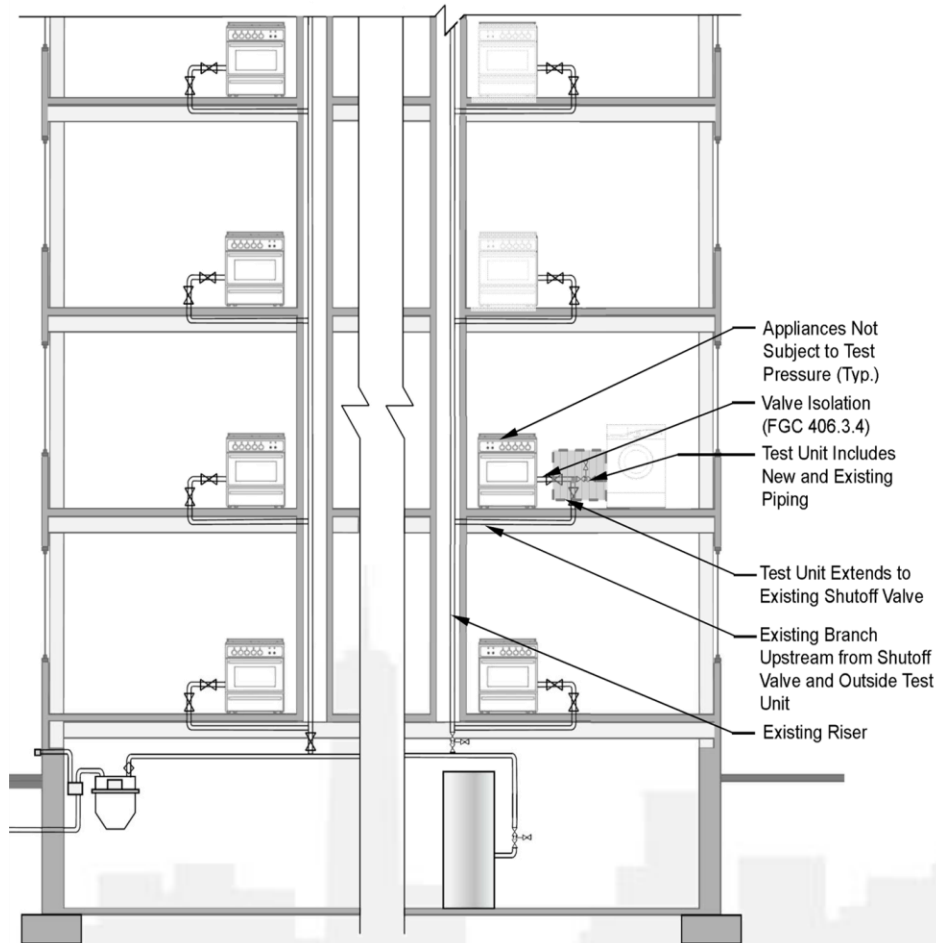 Appliances Not
Subject to Test
Pressure (Typ.)
Valve Isolation
(FGC 406.3.4)
Test Unit Includes
New and Existing
Piping
Test Unit Extends to
Existing Shutoff Valve
Existing Branch
Upstream from Shutoff
Valve and Outside Test
Unit
Existing Riser